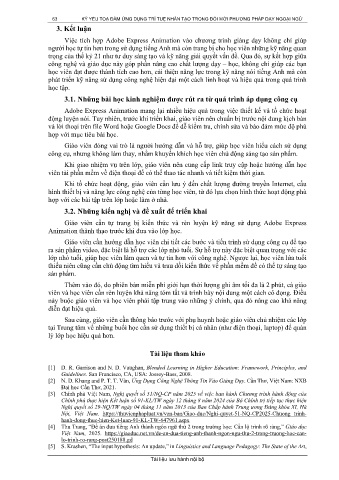 63 KỶ YẾU TỌA ĐÀM ỨNG DỤNG TRÍ TUỆ NHÂN TẠO TRONG ĐỔI MỚI PHƯƠNG PHÁP DẠY NGOẠI NGỮ
3. Kết luận
Việc tích hợp Adobe Express Animation vào chương trình giảng dạy không chỉ giúp
người học tự tin hơn trong sử dụng tiếng Anh mà còn trang bị cho học viên những kỹ năng quan
trọng của thế kỷ 21 như tư duy sáng tạo và kỹ năng giải quyết vấn đề. Qua đó, sự kết hợp giữa
công nghệ và giáo dục này góp phần nâng cao chất lượng dạy – học, không chỉ giúp các bạn
học viên đạt được thành tích cao hơn, cải thiện năng lực trong kỹ năng nói tiếng Anh mà còn
phát triển kỹ năng sử dụng công nghệ hiện đại một cách linh hoạt và hiệu quả trong quá trình
học tập.
3.1. Những bài học kinh nghiệm được rút ra từ quá trình áp dụng công cụ
Adobe Express Animation mang lại nhiều hiệu quả trong việc thiết kế và tổ chức hoạt
động luyện nói. Tuy nhiên, trước khi triển khai, giáo viên nên chuẩn bị trước nội dung kịch bản
và lời thoại trên file Word hoặc Google Docs để dễ kiểm tra, chỉnh sửa và bảo đảm mức độ phù
hợp với mục tiêu bài học.
Giáo viên đóng vai trò là người hướng dẫn và hỗ trợ, giúp học viên hiểu cách sử dụng
công cụ, nhưng không làm thay, nhằm khuyến khích học viên chủ động sáng tạo sản phẩm.
Khi giao nhiệm vụ trên lớp, giáo viên nên cung cấp link truy cập hoặc hướng dẫn học
viên tải phần mềm về điện thoại để có thể thao tác nhanh và tiết kiệm thời gian.
Khi tổ chức hoạt động, giáo viên cần lưu ý đến chất lượng đường truyền Internet, cấu
hình thiết bị và năng lực công nghệ của từng học viên, từ đó lựa chọn hình thức hoạt động phù
hợp với các bài tập trên lớp hoặc làm ở nhà.
3.2. Những kiến nghị và đề xuất để triển khai
Giáo viên cần tự trang bị kiến thức và rèn luyện kỹ năng sử dụng Adobe Express
Animation thành thạo trước khi đưa vào lớp học.
Giáo viên cần hướng dẫn học viên chi tiết các bước và tiến trình sử dụng công cụ để tạo
ra sản phẩm video, đặc biệt là hỗ trợ các lớp nhỏ tuổi. Sự hỗ trợ này đặc biệt quan trọng với các
lớp nhỏ tuổi, giúp học viên làm quen và tự tin hơn với công nghệ. Ngược lại, học viên lứa tuổi
thiếu niên cũng cần chủ động tìm hiểu và trau dồi kiến thức về phần mềm để có thể tự sáng tạo
sản phẩm.
Thêm vào đó, do phiên bản miễn phí giới hạn thời lượng ghi âm tối đa là 2 phút, cả giáo
viên và học viên cần rèn luyện khả năng tóm tắt và trình bày nội dung một cách cô đọng. Điều
này buộc giáo viên và học viên phải tập trung vào những ý chính, qua đó nâng cao khả năng
diễn đạt hiệu quả.
Sau cùng, giáo viên cần thông báo trước với phụ huynh hoặc giáo viên chủ nhiệm các lớp
tại Trung tâm về những buổi học cần sử dụng thiết bị cá nhân (như điện thoại, laptop) để quản
lý lớp học hiệu quả hơn.
Tài liệu tham khảo
[1] D. R. Garrison and N. D. Vaughan, Blended Learning in Higher Education: Framework, Principles, and
Guidelines. San Francisco, CA, USA: Jossey-Bass, 2008.
[2] N. D. Khang and P. T. T. Vân, Ứng Dụng Công Nghệ Thông Tin Vào Giảng Dạy. Cần Thơ, Việt Nam: NXB
Đại học Cần Thơ, 2021.
[3] Chính phủ Việt Nam, Nghị quyết số 51/NQ-CP năm 2025 về việc ban hành Chương trình hành động của
Chính phủ thực hiện Kết luận số 91-KL/TW ngày 12 tháng 8 năm 2024 của Bộ Chính trị tiếp tục thực hiện
Nghị quyết số 29-NQ/TW ngày 04 tháng 11 năm 2013 của Ban Chấp hành Trung ương Đảng khóa XI, Hà
Nội, Việt Nam. https://thuvienphapluat.vn/van-ban/Giao-duc/Nghi-quyet-51-NQ-CP2025-Chuong-trinh-
hanh-dong-thuc-hien-Ket-luan-91-KL-TW-647951.aspx.
[4] Thu Trang, "Đề án đưa tiếng Anh thành ngôn ngữ thứ 2 trong trường học: Cần lộ trình rõ ràng," Giáo dục
Việt Nam, 2025. https://giaoduc.net.vn/de-an-dua-tieng-anh-thanh-ngon-ngu-thu-2-trong-truong-hoc-can-
lo-trinh-ro-rang-post250188.gd
[5] S. Krashen, "The input hypothesis: An update," in Linguistics and Language Pedagogy: The State of the Art,
Tài liệu lưu hành nội bộ